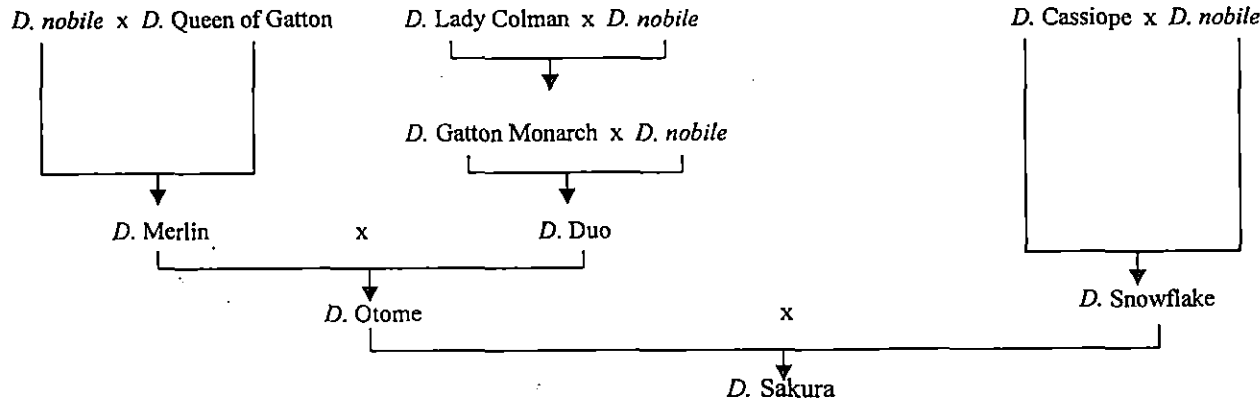 D. nobile x D. Queen of Gatton D. Lady Colman x D. nobile D. Cassiope x D. nobile
D. Gatton Monarch x D. nobile
D. Merlin x D. Duo
D. Otome x D. Snowflake
D. Sakura